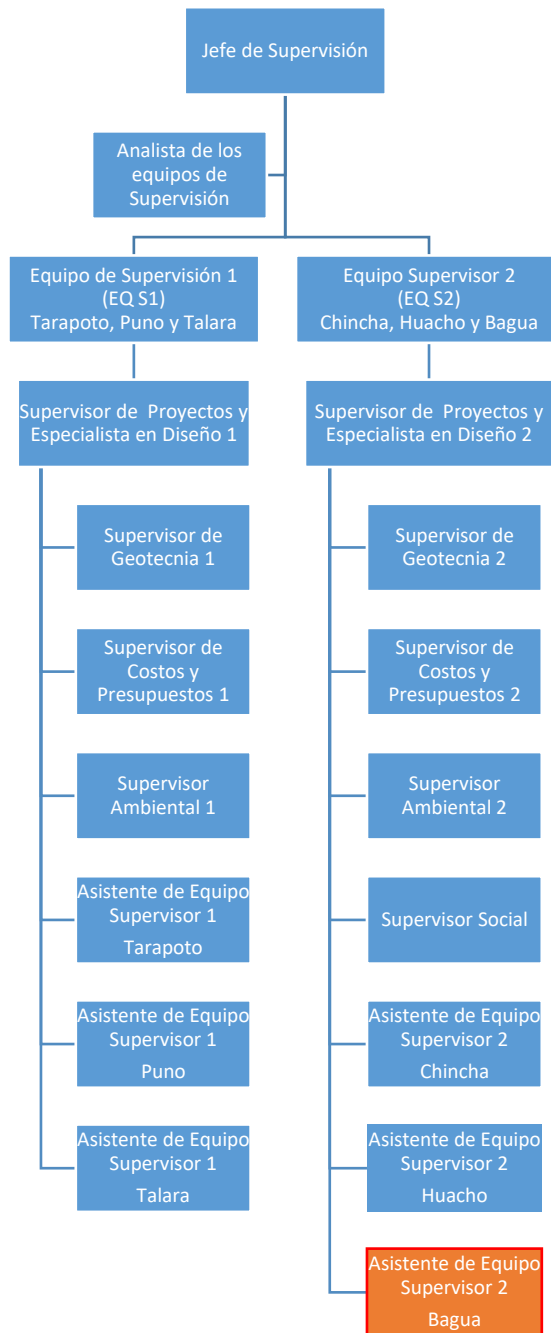 Jefe de Supervisión
Analista de los
equipos de
Supervisión
Equipo de Supervisión 1
(EQ S1)
Tarapoto, Puno y Talara
Equipo Supervisor 2
(EQ S2)
Chincha, Huacho y Bagua
Supervisor de Proyectos y
Especialista en Diseño 1
Supervisor de Proyectos y
Especialista en Diseño 2
Supervisor de
Geotecnia 1
Supervisor de
Geotecnia 2
Supervisor de
Costos y
Presupuestos 1
Supervisor de
Costos y
Presupuestos 2
Supervisor
Ambiental 1
Supervisor
Ambiental 2
Asistente de Equipo
Supervisor 1
Tarapoto
Supervisor Social
Asistente de Equipo
Supervisor 1
Puno
Asistente de Equipo
Supervisor 2
Chincha
Asistente de Equipo
Supervisor 1
Talara
Asistente de Equipo
Supervisor 2
Huacho
Asistente de Equipo
Supervisor 2
Bagua